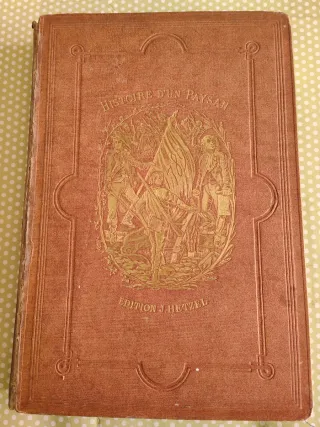 HISTOIRE D'UN PAYSAN
EDITION J. HETZEL